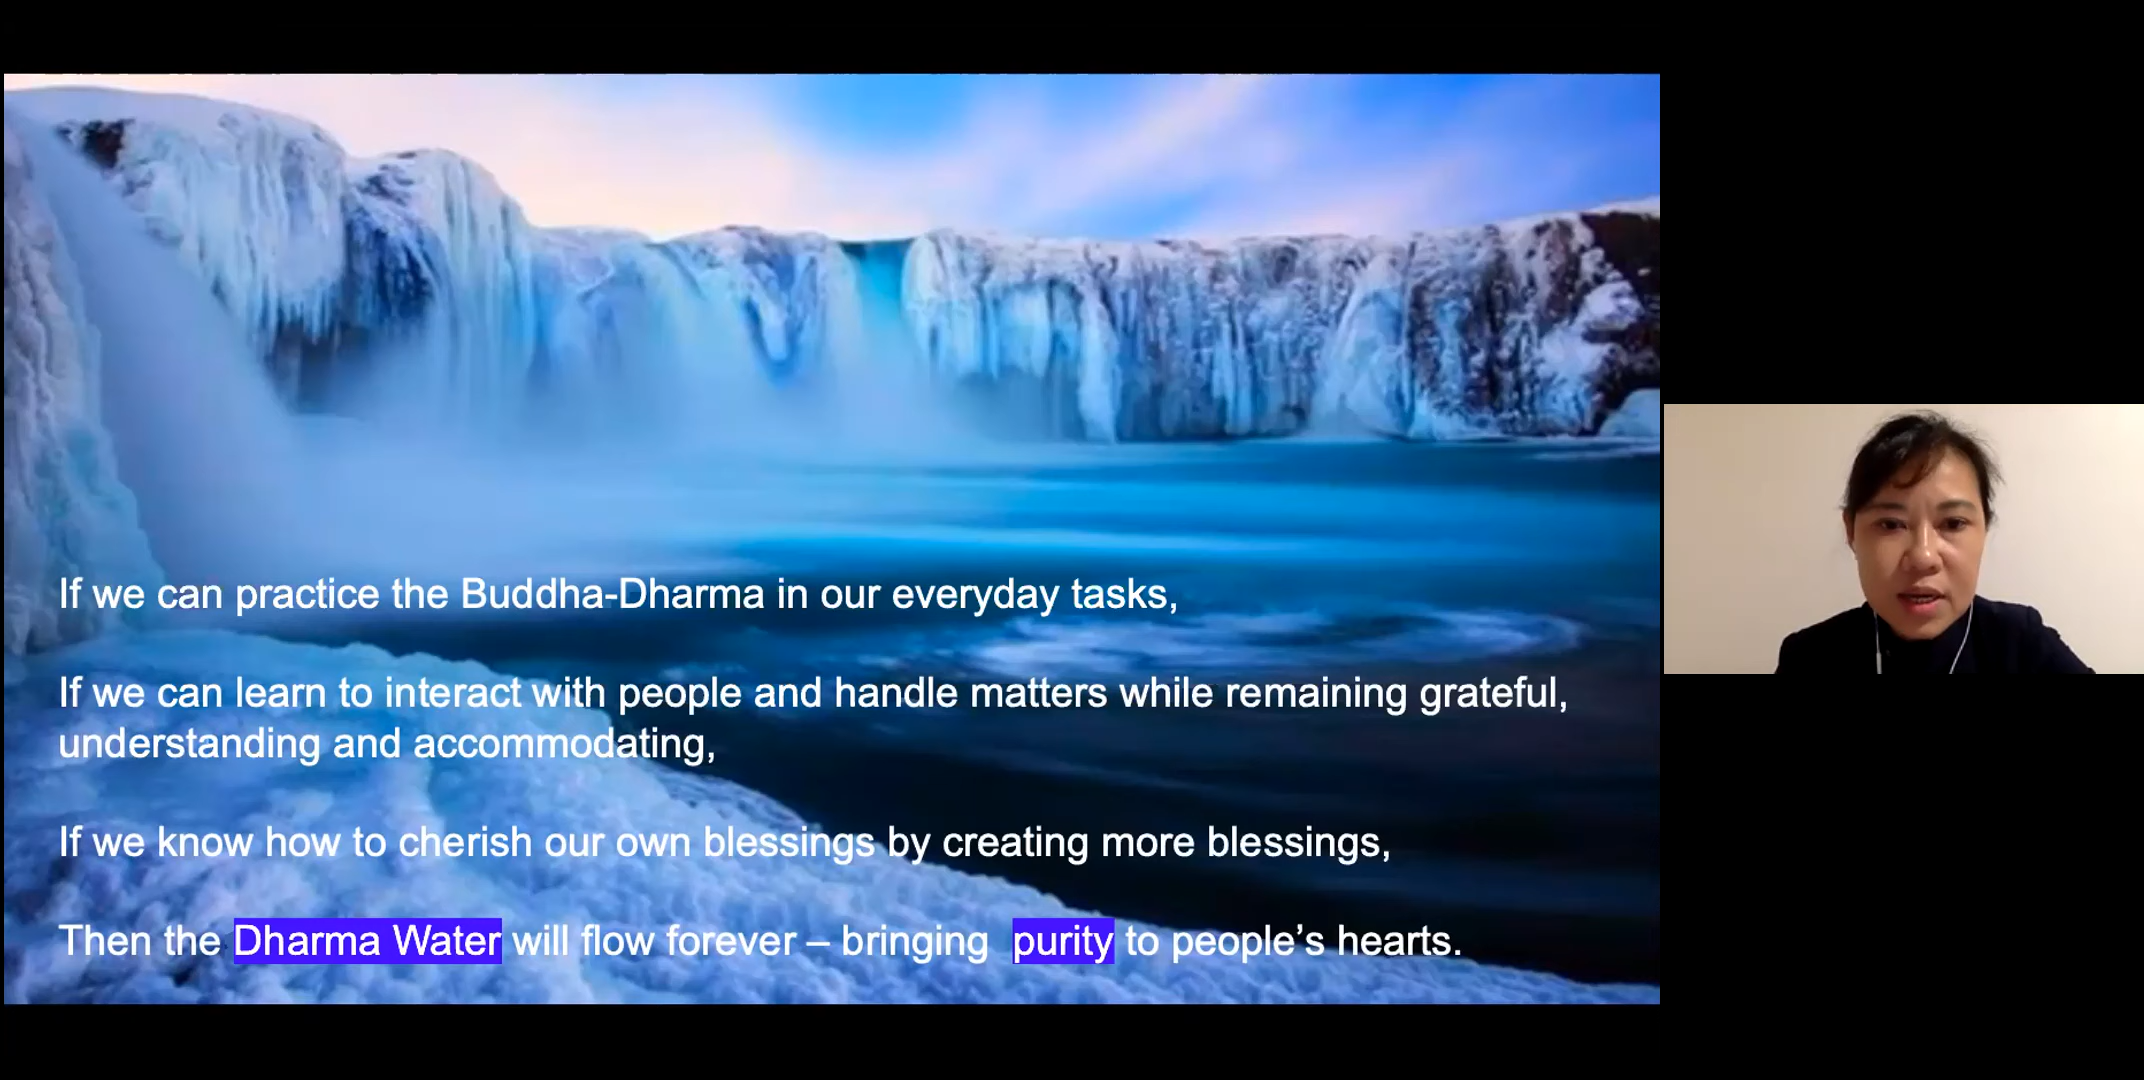 If we can practice the Buddha-Dharma in our everyday tasks,
If we can learn to interact with people and handle matters while remaining grateful,
understanding and accommodating,
If we know how to cherish our own blessings by creating more blessings,
Then the Dharma Water will flow forever – bringing  purity to people’s hearts.